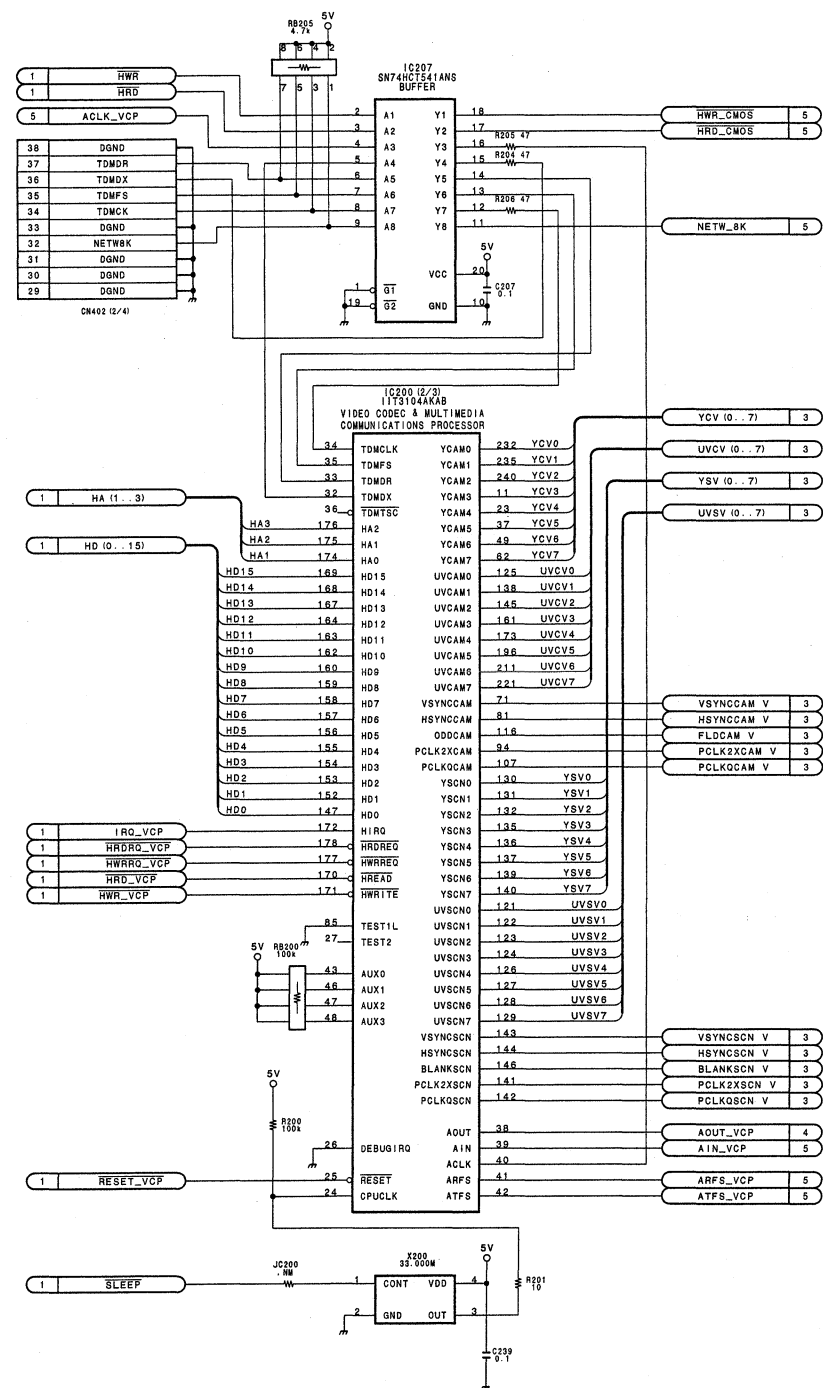 5V
RB205
4.7k
8 6 4 2
7 5 3 1
IC207
SN74HCT541ANS
BUFFER
1 HWR
1 HRD
5 ACLK_VCP
38 DGND
37 TDMDR
36 TDMDX
35 TDMFS
34 TDMCK
33 DGND
32 NETW8K
31 DGND
30 DGND
29 DGND
CN402 (2/4)
2 A1 Y1 18
3 A2 Y2 17
4 A3 Y3 16
5 A4 Y4 15
6 A5 Y5 14
7 A6 Y6 13
8 A7 Y7 12
9 A8 Y8 11
R205 47
R204 47
R206 47
VCC 20
1 G1
19 G2 GND 10
5V
C207
0.1
HWR_CMOS 5
HRD_CMOS 5
NETW_8K 5
IC200 (2/3)
IIT3104AKAB
VIDEO CODEC & MULTIMEDIA
COMMUNICATIONS PROCESSOR
34 TDMCLK
35 TDMFS
33 TDMDR
32 TDMDX
36 TDMTSC
1 HA (1..3)
HA3 176 HA2
HA2 175 HA1
HA1 174 HA0
1 HD (0..15)
HD15 169 HD15
HD14 168 HD14
HD13 167 HD13
HD12 164 HD12
HD11 163 HD11
HD10 162 HD10
HD9 160 HD9
HD8 159 HD8
HD7 158 HD7
HD6 157 HD6
HD5 156 HD5
HD4 155 HD4
HD3 154 HD3
HD2 153 HD2
HD1 152 HD1
HD0 147 HD0
1 IRQ_VCP 172 HIRQ
1 HRDRQ_VCP 178 HRDREQ
1 HWRRQ_VCP 177 HWRREQ
1 HRD_VCP 170 HREAD
1 HWR_VCP 171 HWRITE
85 TEST1L
27 TEST2
5V
RB200
100k
43 AUX0
46 AUX1
47 AUX2
48 AUX3
5V
R200
100k
26 DEBUGIRQ
1 RESET_VCP 25 RESET
24 CPUCLK
YCAM0 232 YCV0
YCAM1 235 YCV1
YCAM2 240 YCV2
YCAM3 11 YCV3
YCAM4 23 YCV4
YCAM5 37 YCV5
YCAM6 49 YCV6
YCAM7 62 YCV7
UVCAM0 125 UVCV0
UVCAM1 138 UVCV1
UVCAM2 145 UVCV2
UVCAM3 161 UVCV3
UVCAM4 173 UVCV4
UVCAM5 196 UVCV5
UVCAM6 211 UVCV6
UVCAM7 221 UVCV7
VSYNCCAM 71
HSYNCCAM 81
ODDCAM 116
PCLK2XCAM 94
PCLKQCAM 107
YSCN0 130 YSV0
YSCN1 131 YSV1
YSCN2 132 YSV2
YSCN3 135 YSV3
YSCN4 136 YSV4
YSCN5 137 YSV5
YSCN6 139 YSV6
YSCN7 140 YSV7
UVSCN0 121 UVSV0
UVSCN1 122 UVSV1
UVSCN2 123 UVSV2
UVSCN3 124 UVSV3
UVSCN4 126 UVSV4
UVSCN5 127 UVSV5
UVSCN6 128 UVSV6
UVSCN7 129 UVSV7
VSYNCSCN 143
HSYNCSCN 144
BLANKSCN 146
PCLK2XSCN 141
PCLKQSCN 142
AOUT 38
AIN 39
ACLK 40
ARFS 41
ATFS 42
YCV (0..7) 3
UVCV (0..7) 3
YSV (0..7) 3
UVSV (0..7) 3
VSYNCCAM V 3
HSYNCCAM V 3
FLDCAM V 3
PCLK2XCAM V 3
PCLKQCAM V 3
VSYNCSCN V 3
HSYNCSCN V 3
BLANKSCN V 3
PCLK2XSCN V 3
PCLKQSCN V 3
AOUT_VCP 4
AIN_VCP 5
ARFS_VCP 5
ATFS_VCP 5
1 SLEEP
JC200
.NM
X200
33.000M
1 CONT VDD 4
2 GND OUT 3
5V
R201
10
C239
0.1